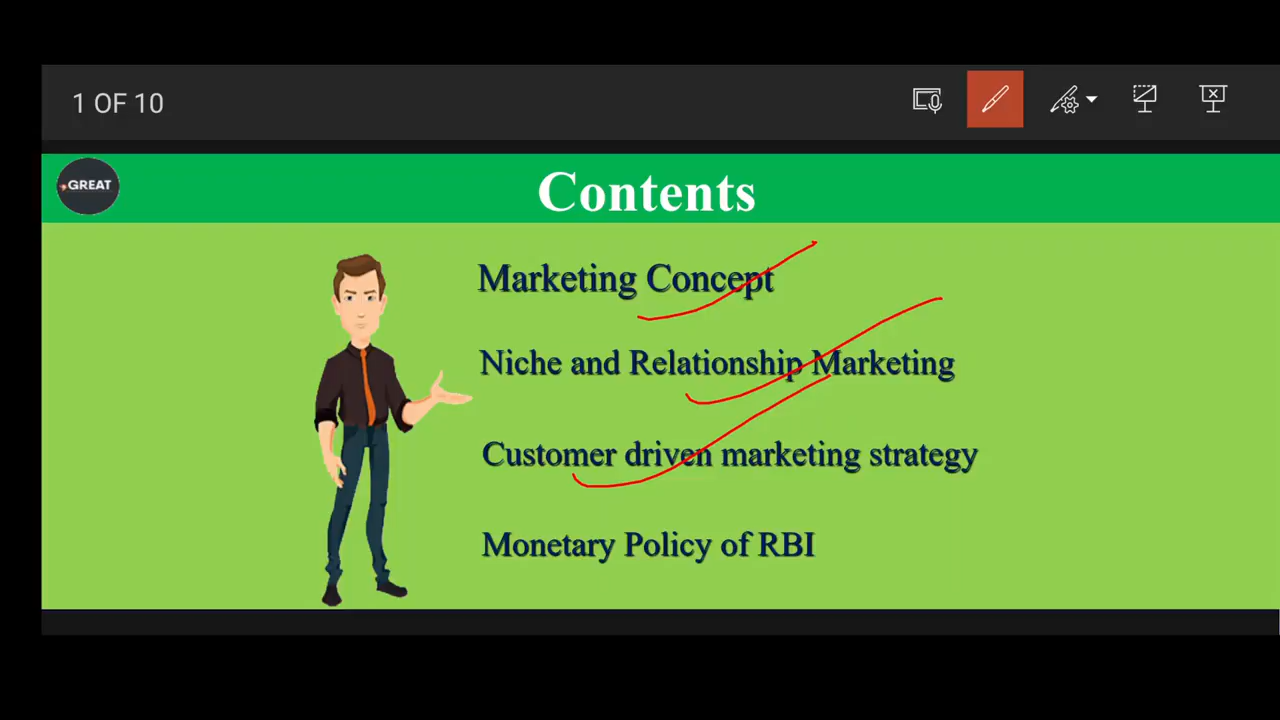 1 OF 10
GREAT
Contents
Marketing Concept
Niche and Relationship Marketing
Customer driven marketing strategy
Monetary Policy of RBI